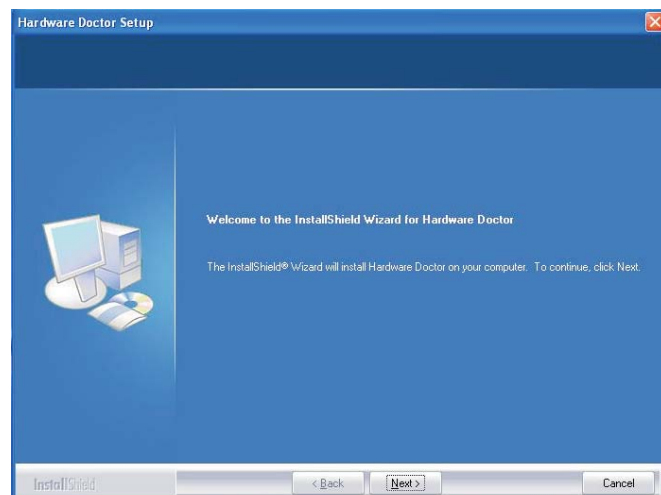 Hardware Doctor Setup
Welcome to the InstallShield Wizard for Hardware Doctor
The InstallShield® Wizard will install Hardware Doctor on your computer. To continue, click Next.
InstallShield
< Back
Next >
Cancel